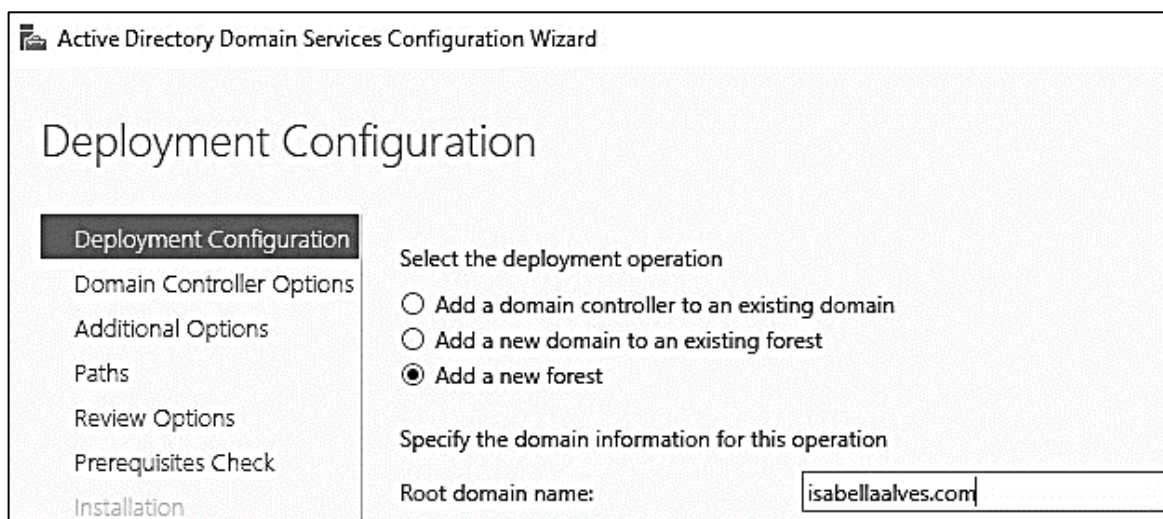 Active Directory Domain Services Configuration Wizard
Deployment Configuration
Deployment Configuration
Domain Controller Options
Additional Options
Paths
Review Options
Prerequisites Check
Installation
Select the deployment operation
Add a domain controller to an existing domain
Add a new domain to an existing forest
Add a new forest
Specify the domain information for this operation
Root domain name: isabellaalves.com